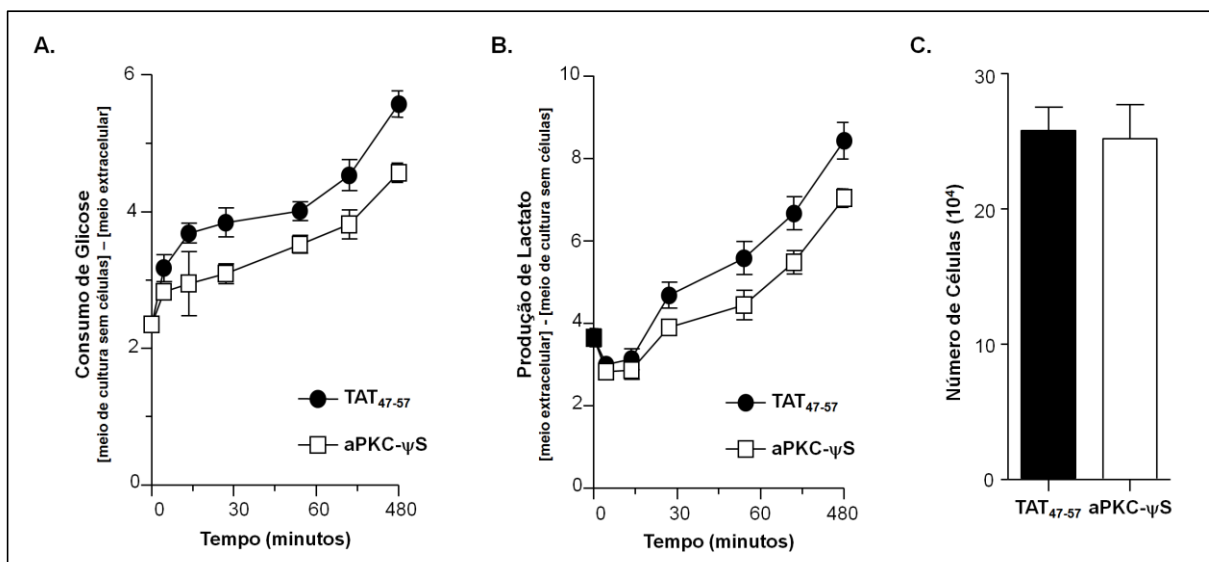 A.
Consumo de Glicose
[meio de cultura sem células] – [meio extracelular]
6
4
2
0
0
30
60
480
Tempo (minutos)
TAT47-57
aPKC-ψS
B.
Produção de Lactato
[meio extracelular] - [meio de cultura sem células]
10
8
6
4
2
0
0
30
60
480
Tempo (minutos)
TAT47-57
aPKC-ψS
C.
Número de Células (10⁴)
30
20
10
0
TAT47-57 aPKC-ψS